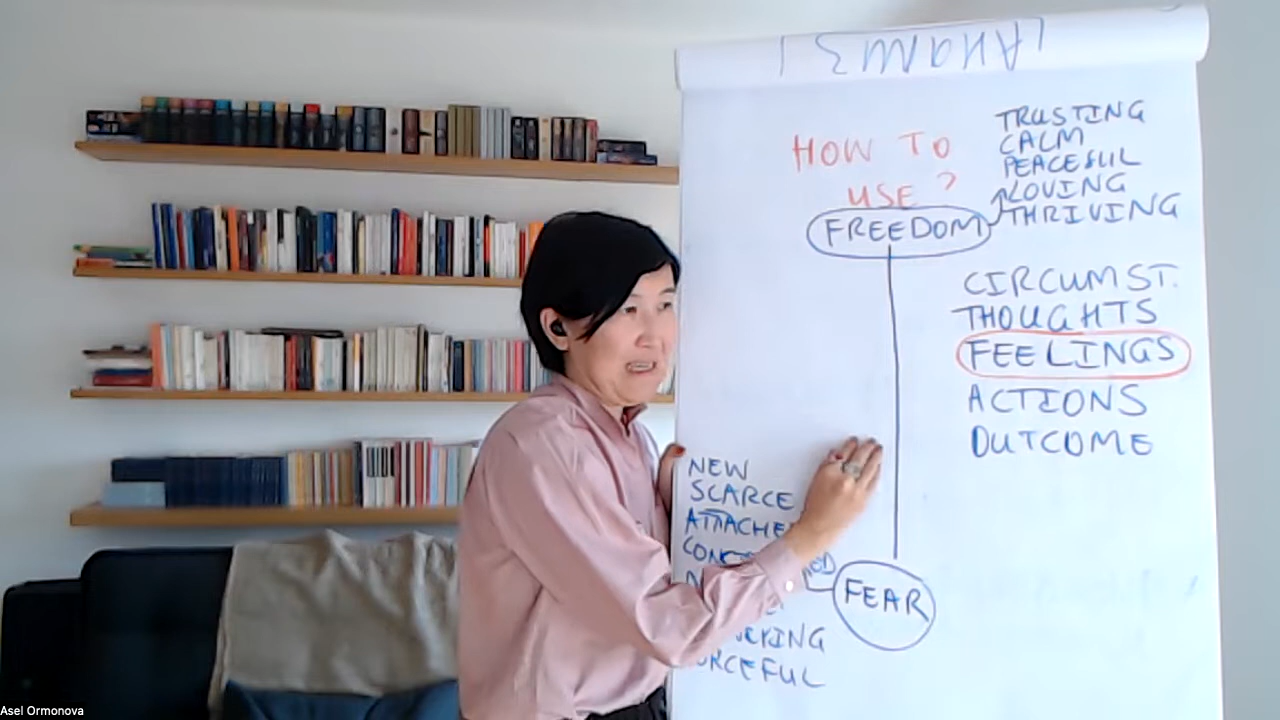 HOW TO
USE?
FREEDOM
TRUSTING
CALM
PEACEFUL
LOVING
THRIVING
CIRCUMST.
THOUGHTS
FEELINGS
ACTIONS
OUTCOME
NEW
SCARCE
FEAR
Asel Ormonova